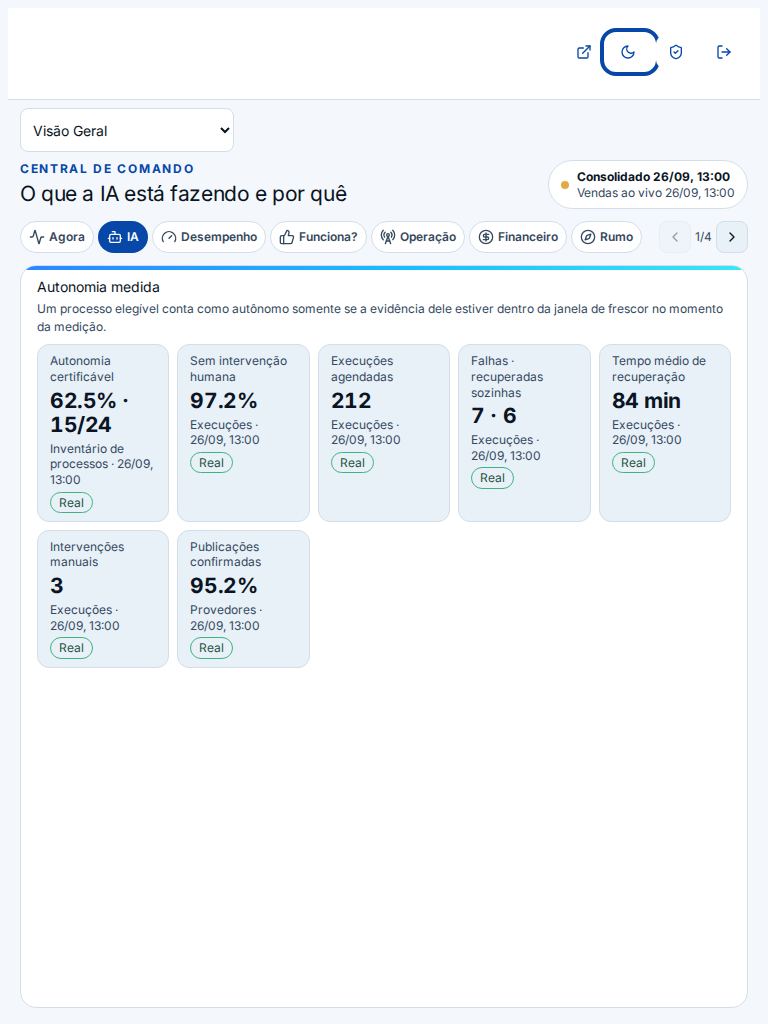 Visão Geral
CENTRAL DE COMANDO
O que a IA está fazendo e por quê
Consolidado 26/09, 13:00
Vendas ao vivo 26/09, 13:00
Agora
IA
Desempenho
Funciona?
Operação
Financeiro
Rumo
1/4
Autonomia medida
Um processo elegível conta como autônomo somente se a evidência dele estiver dentro da janela de frescor no momento
da medição.
Autonomia
certificável
62.5% ·
15/24
Inventário de
processos · 26/09,
13:00
Real
Sem intervenção
humana
97.2%
Execuções ·
26/09, 13:00
Real
Execuções
agendadas
212
Execuções ·
26/09, 13:00
Real
Falhas ·
recuperadas
sozinhas
7 · 6
Execuções ·
26/09, 13:00
Real
Tempo médio de
recuperação
84 min
Execuções ·
26/09, 13:00
Real
Intervenções
manuais
3
Execuções ·
26/09, 13:00
Real
Publicações
confirmadas
95.2%
Provedores ·
26/09, 13:00
Real